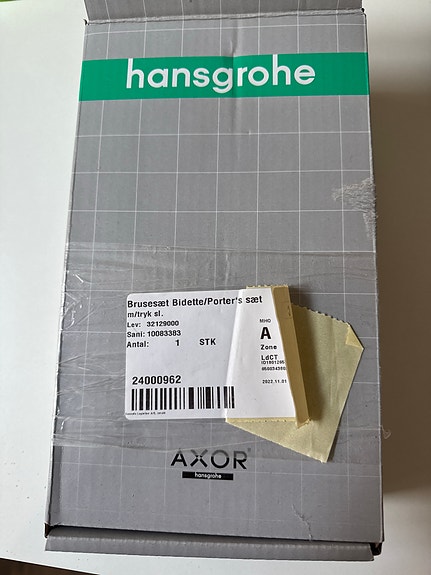 hansgrohe
Brusesæt Bidette/Porter's sæt
m/tryk sl.
Lev: 32129000
Sani: 10083383
Antal: 1 STK
MHO
A
Zone
LdCT
2022.11.01
24000962
AXOR
hansgrohe